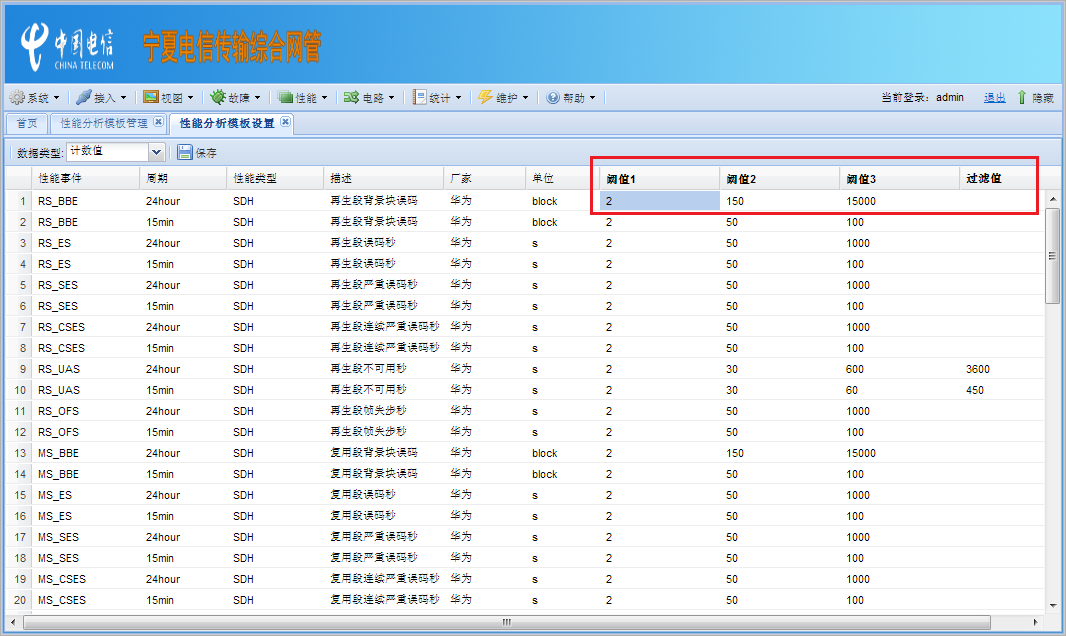 中国电信
CHINA TELECOM
宁夏电信传输综合网管
系统 接入 视图 故障 性能 电路 统计 维护 帮助 当前登录：admin 退出 隐藏
首页 性能分析模板管理 性能分析模板设置
数据类型: 计数值 保存
性能事件 周期 性能类型 描述 厂家 单位 阈值1 阈值2 阈值3 过滤值
1 RS_BBE 24hour SDH 再生段背景块误码 华为 block 2 150 15000
2 RS_BBE 15min SDH 再生段背景块误码 华为 block 2 50 100
3 RS_ES 24hour SDH 再生段误码秒 华为 s 2 50 1000
4 RS_ES 15min SDH 再生段误码秒 华为 s 2 50 100
5 RS_SES 24hour SDH 再生段严重误码秒 华为 s 2 50 1000
6 RS_SES 15min SDH 再生段严重误码秒 华为 s 2 50 100
7 RS_CSES 24hour SDH 再生段连续严重误码秒 华为 s 2 50 1000
8 RS_CSES 15min SDH 再生段连续严重误码秒 华为 s 2 50 100
9 RS_UAS 24hour SDH 再生段不可用秒 华为 s 2 30 600 3600
10 RS_UAS 15min SDH 再生段不可用秒 华为 s 2 30 60 450
11 RS_OFS 24hour SDH 再生段帧失步秒 华为 s 2 50 1000
12 RS_OFS 15min SDH 再生段帧失步秒 华为 s 2 50 100
13 MS_BBE 24hour SDH 复用段背景块误码 华为 block 2 150 15000
14 MS_BBE 15min SDH 复用段背景块误码 华为 block 2 50 100
15 MS_ES 24hour SDH 复用段误码秒 华为 s 2 50 1000
16 MS_ES 15min SDH 复用段误码秒 华为 s 2 50 100
17 MS_SES 24hour SDH 复用段严重误码秒 华为 s 2 50 1000
18 MS_SES 15min SDH 复用段严重误码秒 华为 s 2 50 100
19 MS_CSES 24hour SDH 复用段连续严重误码秒 华为 s 2 50 1000
20 MS_CSES 15min SDH 复用段连续严重误码秒 华为 s 2 50 100